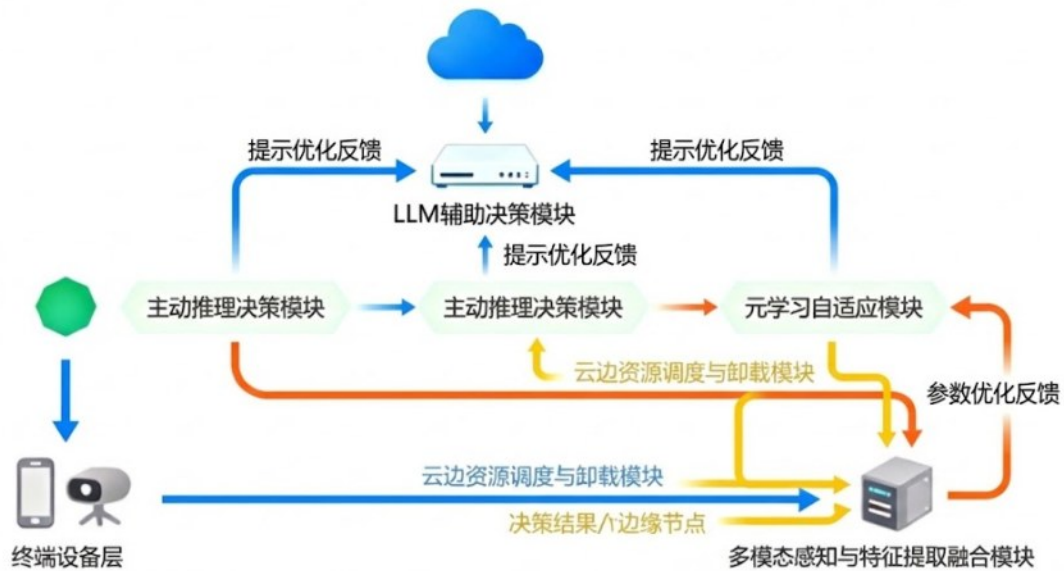 提示优化反馈
提示优化反馈
LLM辅助决策模块
提示优化反馈
主动推理决策模块
主动推理决策模块
元学习自适应模块
云边资源调度与卸载模块
参数优化反馈
云边资源调度与卸载模块
决策结果/边缘节点
终端设备层
多模态感知与特征提取融合模块